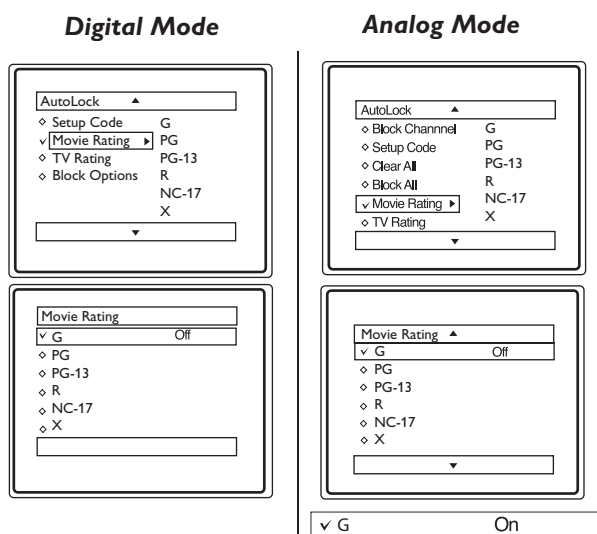 Digital Mode
AutoLock
Setup Code G
Movie Rating PG
TV Rating PG-13
Block Options R
NC-17
X
Movie Rating
G Off
PG
PG-13
R
NC-17
X
Analog Mode
AutoLock
Block Channnel G
Setup Code PG
Clear All PG-13
Block All R
Movie Rating NC-17
TV Rating X
Movie Rating
G Off
PG
PG-13
R
NC-17
X
G On